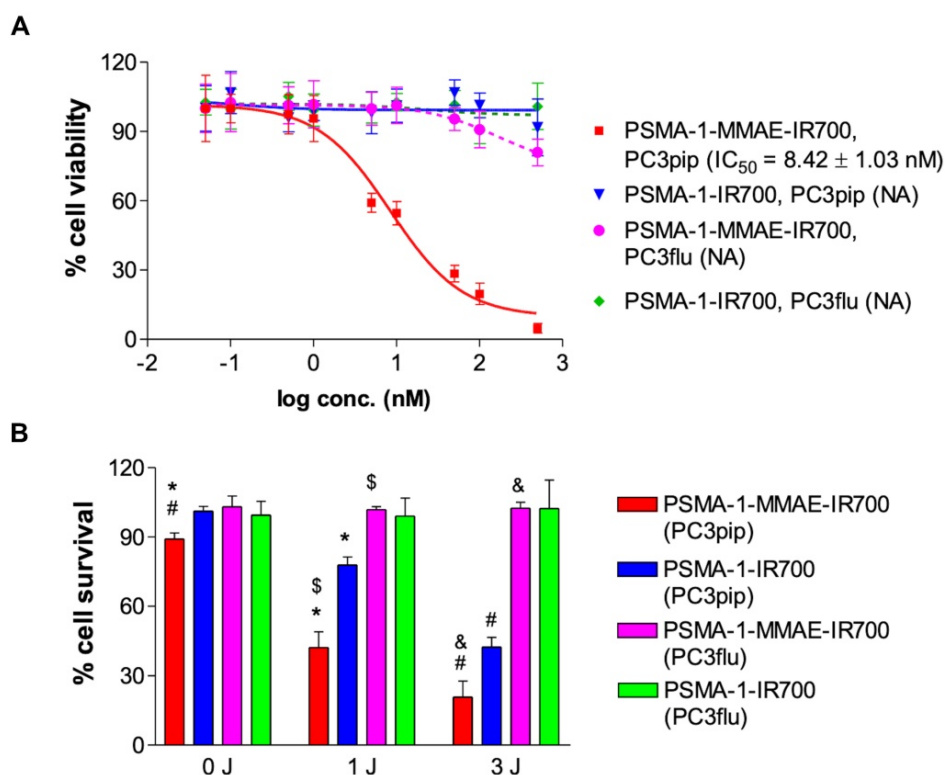 A
120
90
60
30
0
% cell viability
-2 -1 0 1 2 3
log conc. (nM)
PSMA-1-MMAE-IR700,
PC3pip (IC50 = 8.42 ± 1.03 nM)
PSMA-1-IR700, PC3pip (NA)
PSMA-1-MMAE-IR700,
PC3flu (NA)
PSMA-1-IR700, PC3flu (NA)
B
120
90
60
30
0
% cell survival
*
#
$
*
*
$
&
#
#
&
0 J 1 J 3 J
PSMA-1-MMAE-IR700
(PC3pip)
PSMA-1-IR700
(PC3pip)
PSMA-1-MMAE-IR700
(PC3flu)
PSMA-1-IR700
(PC3flu)